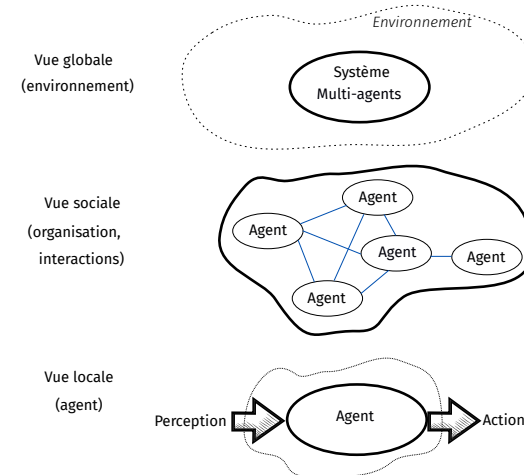 Environnement
Vue globale
(environnement)
Système
Multi-agents
Vue sociale
(organisation,
interactions)
Agent
Agent
Agent
Agent
Agent
Vue locale
(agent)
Perception
Agent
Action